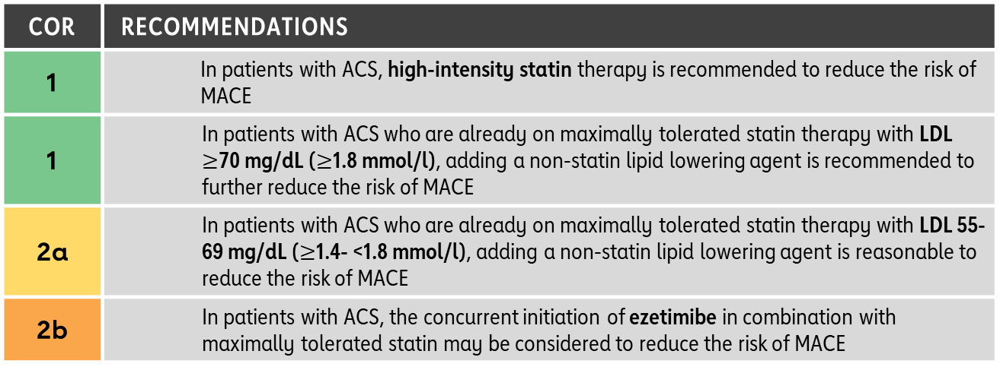 COR RECOMMENDATIONS
1
In patients with ACS, high-intensity statin therapy is recommended to reduce the risk of
MACE
1
In patients with ACS who are already on maximally tolerated statin therapy with LDL
≥70 mg/dL (≥1.8 mmol/l), adding a non-statin lipid lowering agent is recommended to
further reduce the risk of MACE
2a
In patients with ACS who are already on maximally tolerated statin therapy with LDL 55-
69 mg/dL (≥1.4- <1.8 mmol/l), adding a non-statin lipid lowering agent is reasonable to
reduce the risk of MACE
2b
In patients with ACS, the concurrent initiation of ezetimibe in combination with
maximally tolerated statin may be considered to reduce the risk of MACE